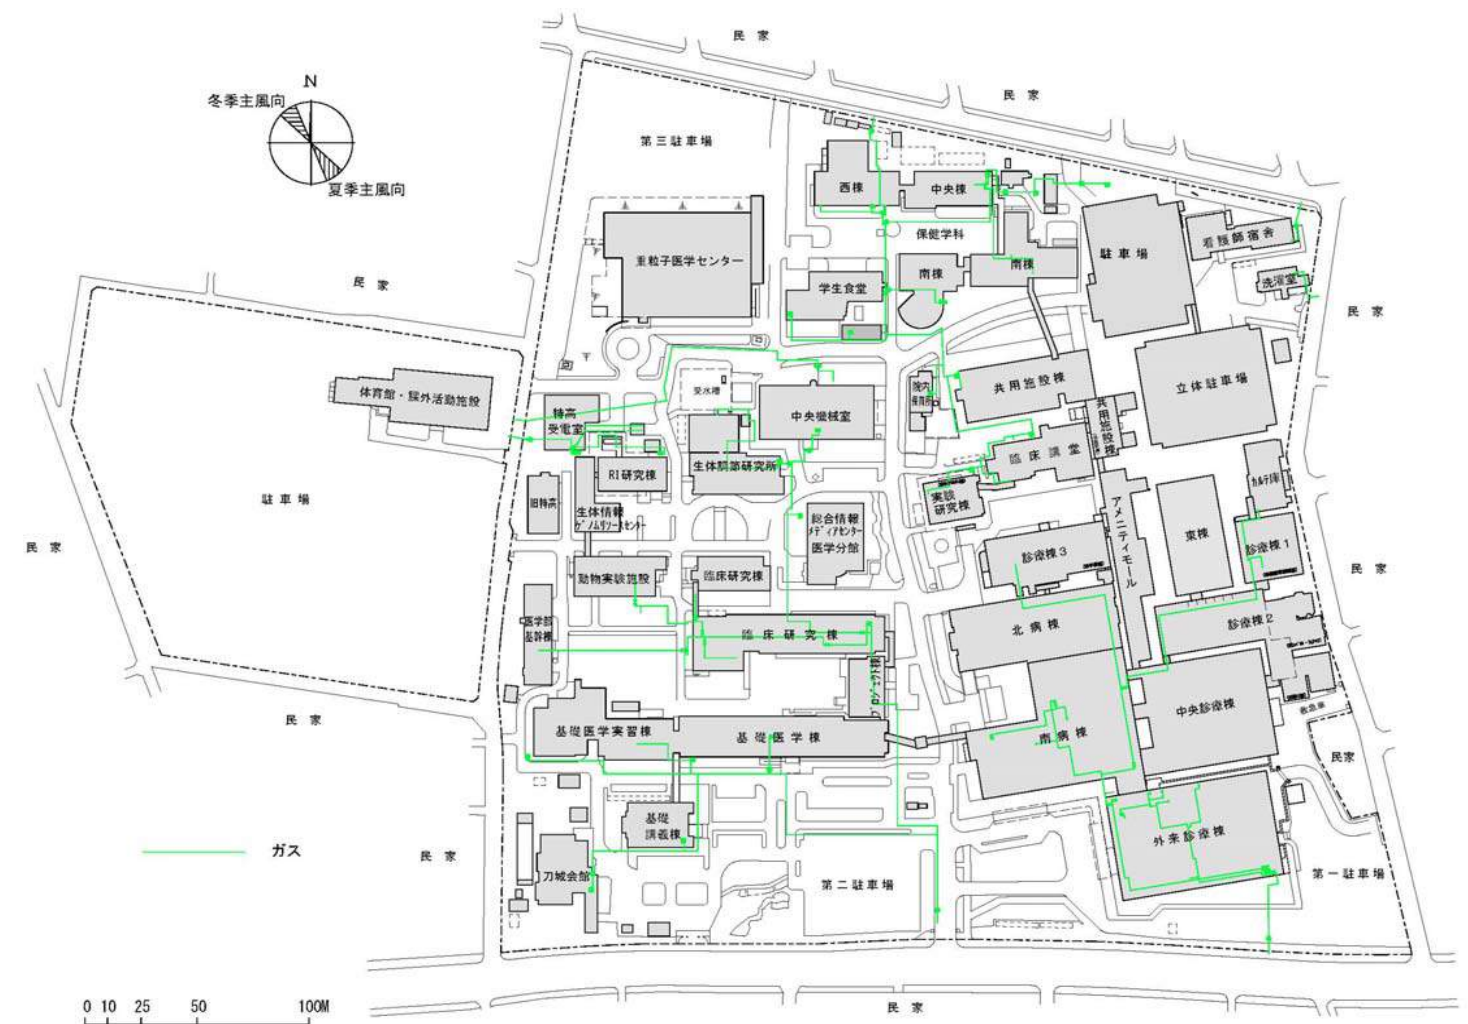 民 家
N
冬季主風向
夏季主風向
民 家
第三駐車場
西棟
中央棟
保健学科
南棟
南棟
駐車場
看護師宿舎
洗濯室
重粒子医学センター
学生食堂
民 家
民 家
体育館・課外活動施設
特高
受電室
受水槽
中央機械室
院内
保育所
共用施設棟
共用施設棟
立体駐車場
RI研究棟
生体調節研究所
臨床講堂
実験
研究棟
カルテ庫
駐車場
旧特高
生体情報
ゲノムリソースセンター
総合情報
メディアセンター
医学分館
アメニティモール
東棟
診療棟1
民 家
診療棟3
民 家
動物実験施設
臨床研究棟
医学部
基幹棟
臨床研究棟
北病棟
診療棟2
プロジェクト棟
民 家
基礎医学実習棟
基礎医学棟
南病棟
中央診療棟
救急車
民家
基礎
講義棟
外来診療棟
ガス
民 家
刀城会館
第二駐車場
第一駐車場
0 10 25 50 100M
民 家